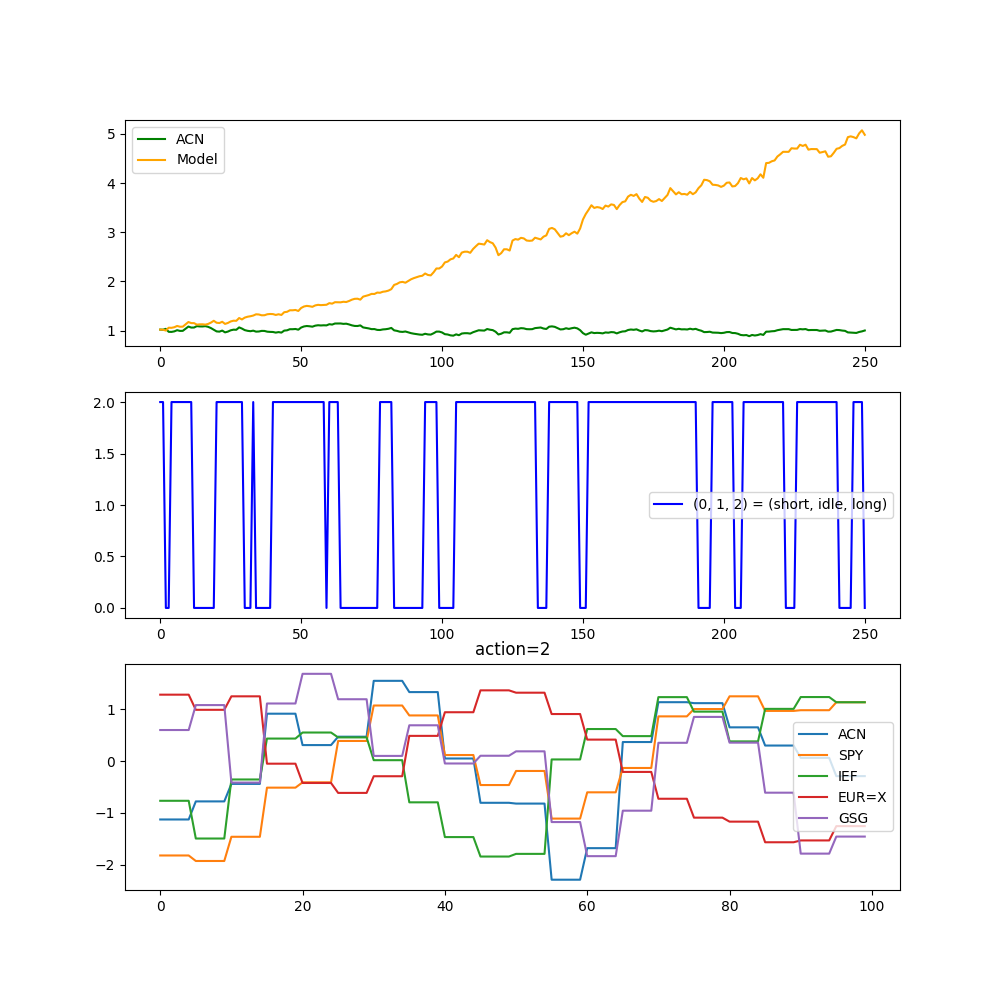 5
4
3
2
1
ACN
Model
0 50 100 150 200 250
2.0
1.5
1.0
0.5
0.0
(0, 1, 2) = (short, idle, long)
0 50 100 150 200 250
action=2
1
0
−1
−2
ACN
SPY
IEF
EUR=X
GSG
0 20 40 60 80 100